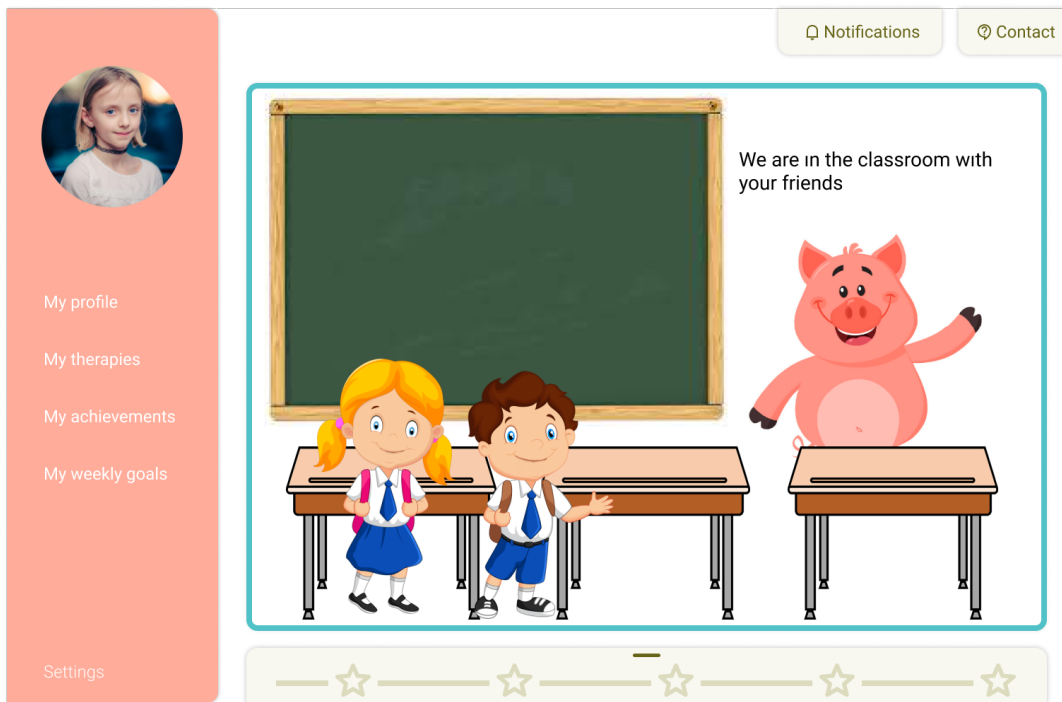 Notifications
Contact
My profile
My therapies
My achievements
My weekly goals
Settings
We are in the classroom with
your friends